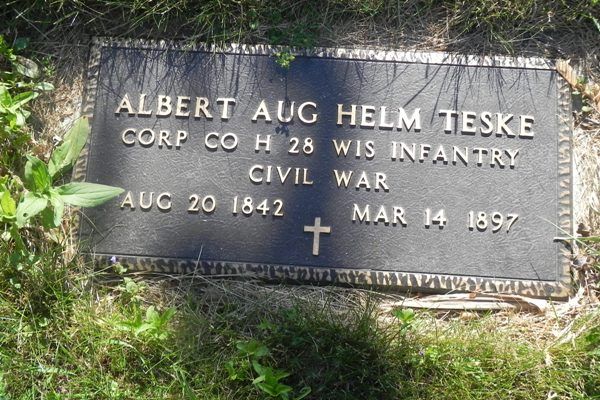 ALBERT AUG HELM TESKE
CORP CO H 28 WIS INFANTRY
CIVIL WAR
AUG 20 1842 MAR 14 1897